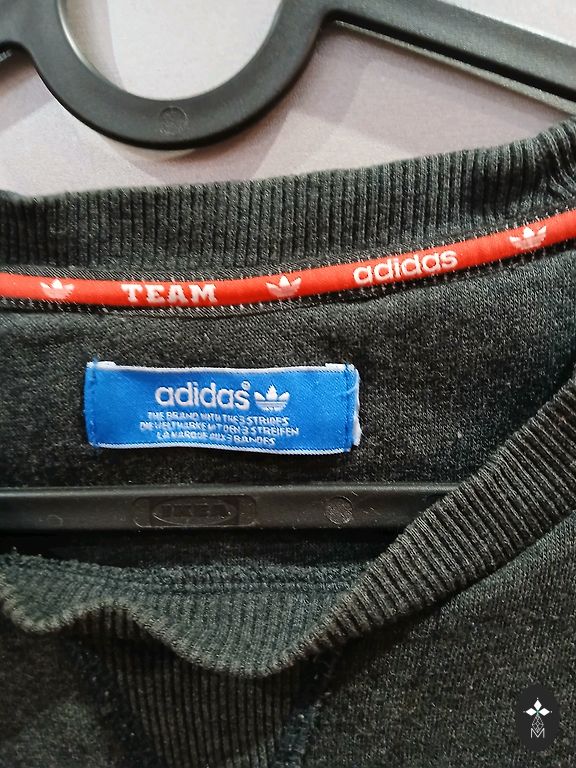 TEAM adidas
adidas®
THE BRAND WITH THE 3 STRIPES
DIE WELTMARKE MIT DEN 3 STREIFEN
LA MARQUE AUX 3 BANDES
IKEA
M